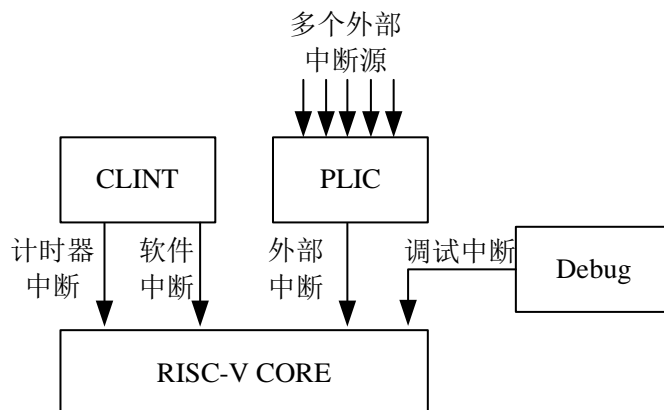 多个外部
中断源
CLINT
PLIC
计时器
中断
软件
中断
外部
中断
调试中断
Debug
RISC-V CORE